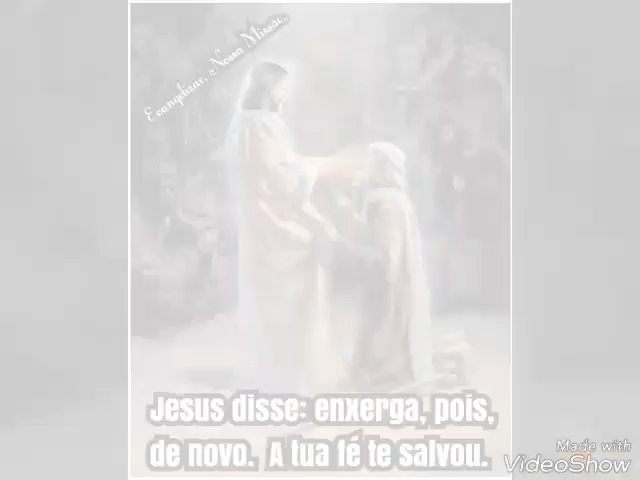 Evangelizar, Nossa Missão.
Jesus disse: enxerga, pois,
de novo. A tua fé te salvou.
Made with
VideoShow